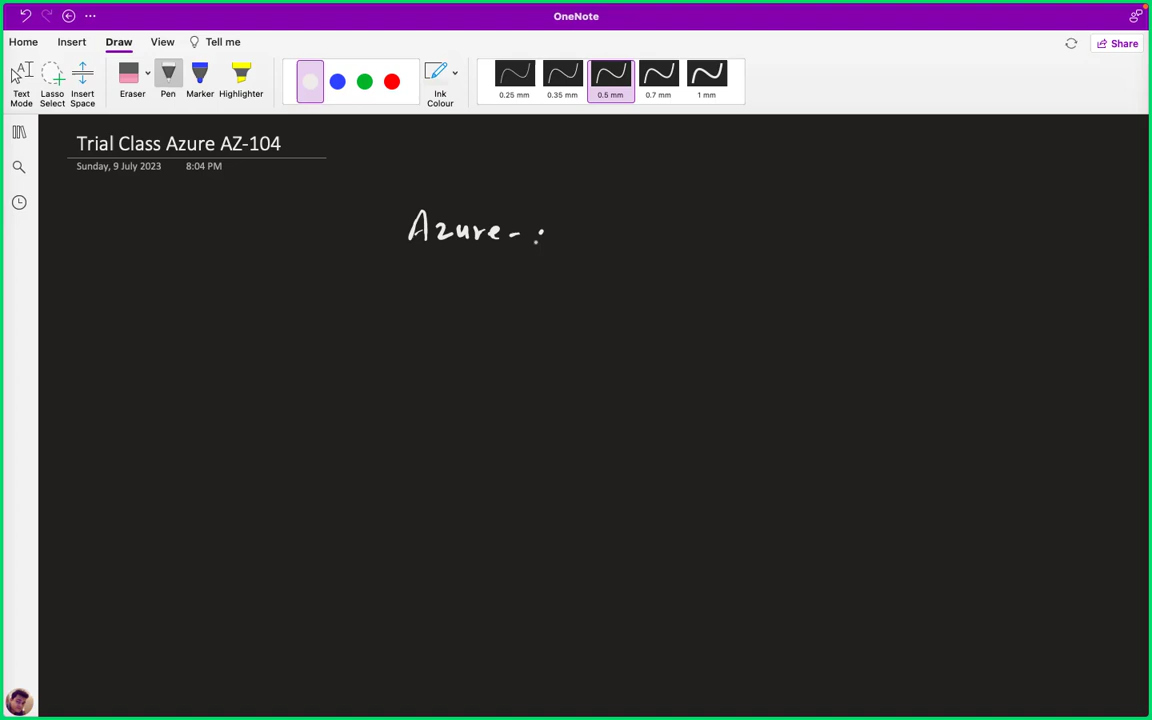 OneNote
Home Insert Draw View Tell me
Share
Text Mode
Lasso Select
Insert Space
Eraser
Pen
Marker
Highlighter
Ink Colour
0.25 mm
0.35 mm
0.5 mm
0.7 mm
1 mm
Trial Class Azure AZ-104
Sunday, 9 July 2023 8:04 PM
Azure - :